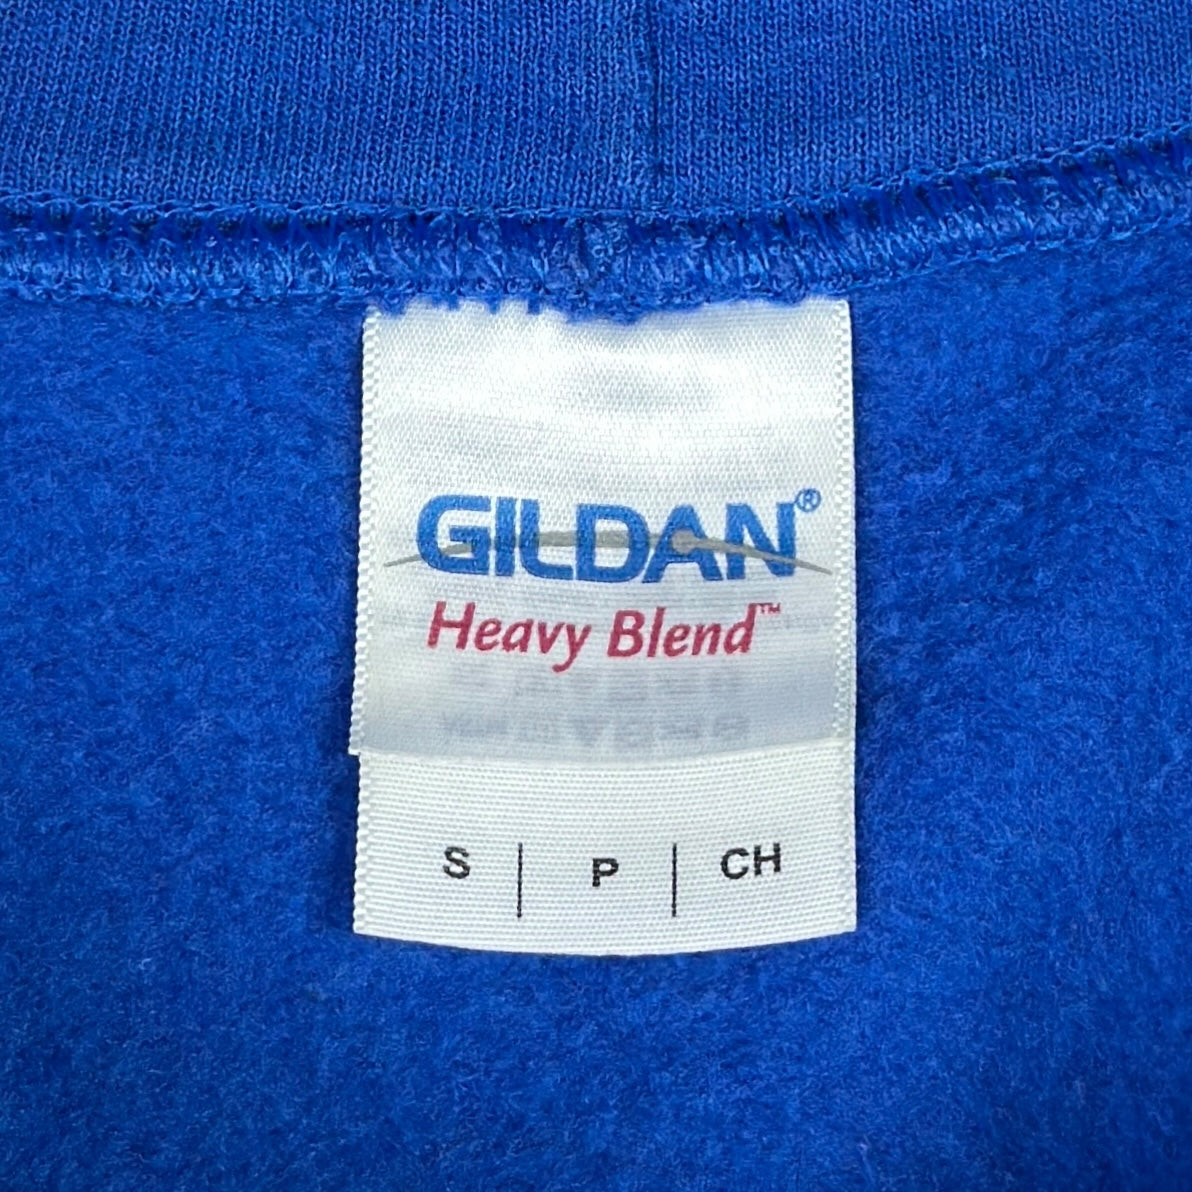 GILDAN®
Heavy Blend™
S | P | CH